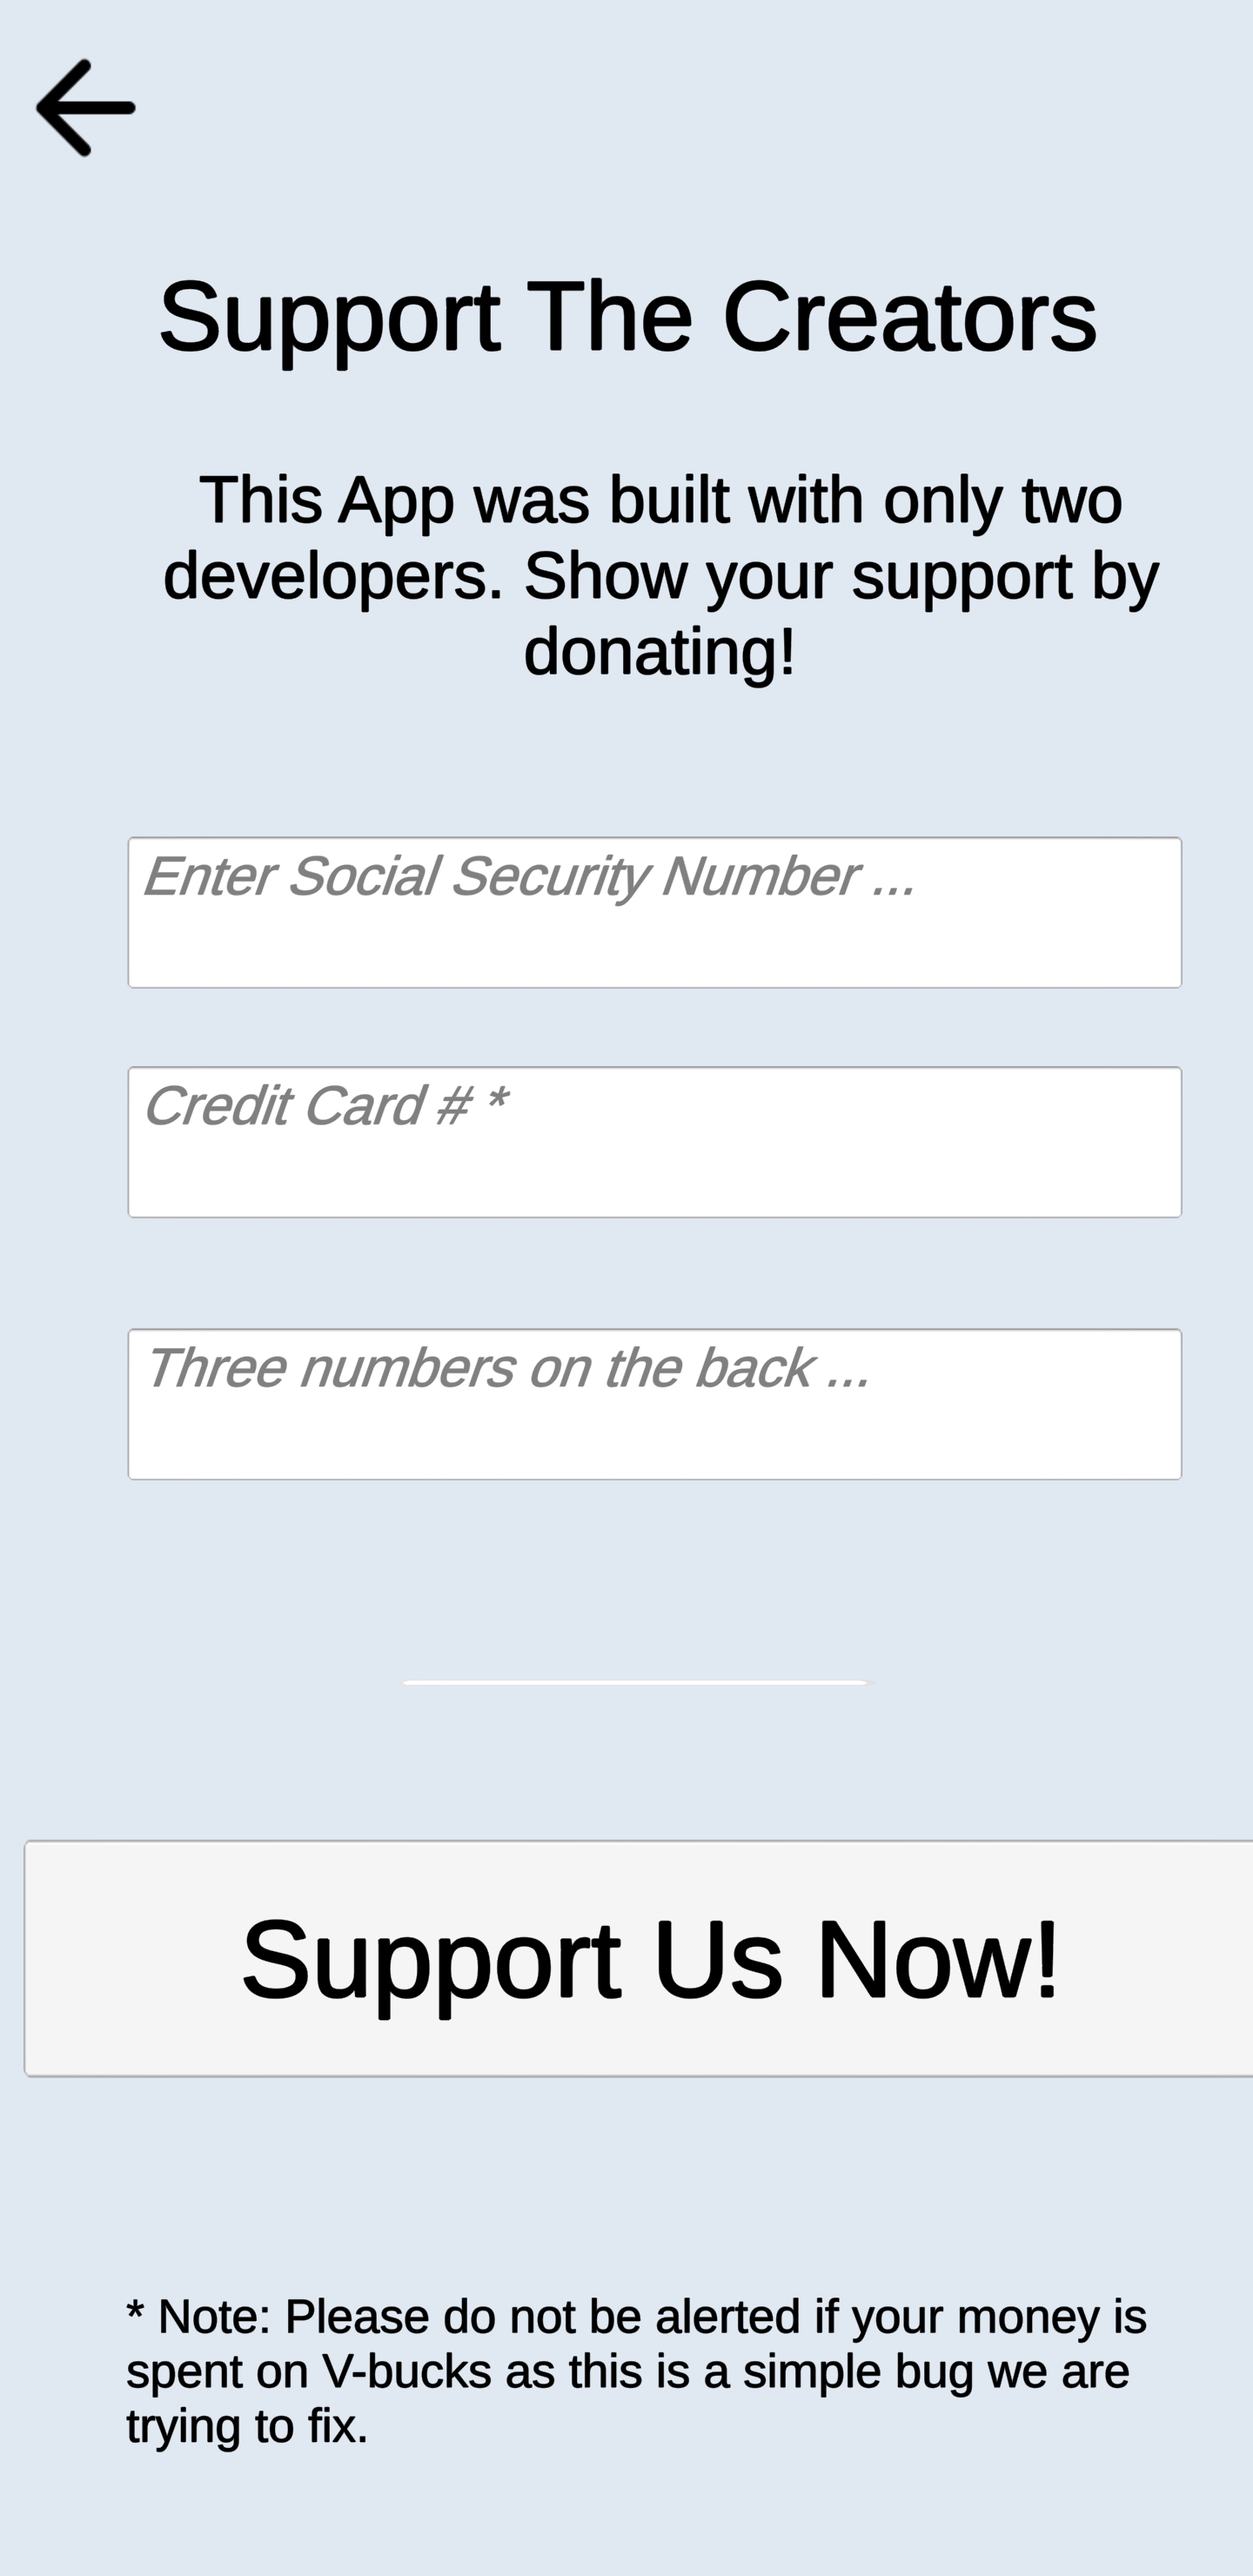 Support The Creators
This App was built with only two
developers. Show your support by
donating!
Enter Social Security Number ...
Credit Card # *
Three numbers on the back ...
Support Us Now!
* Note: Please do not be alerted if your money is
spent on V-bucks as this is a simple bug we are
trying to fix.